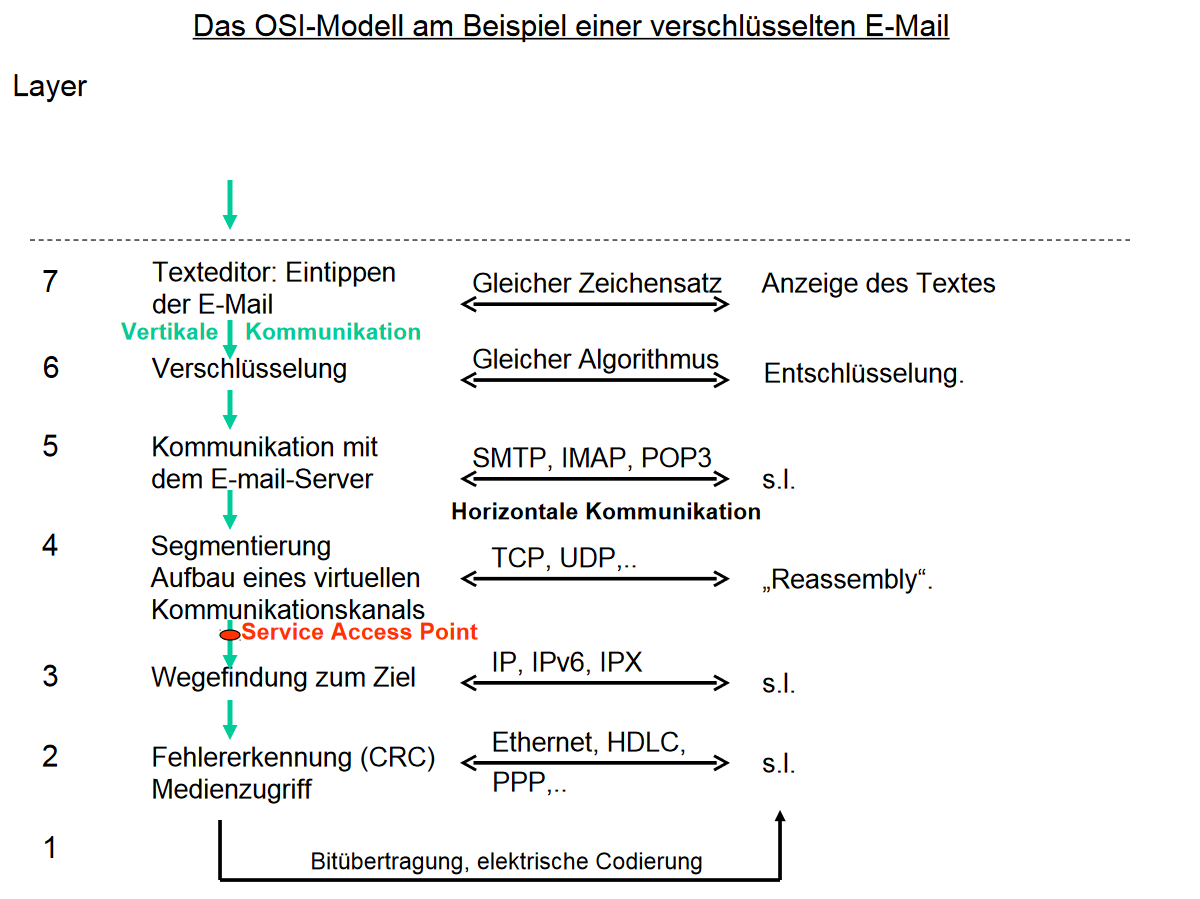 Das OSI-Modell am Beispiel einer verschlüsselten E-Mail
Layer
7
Texteditor: Eintippen
der E-Mail
Gleicher Zeichensatz
Anzeige des Textes
Vertikale Kommunikation
6
Verschlüsselung
Gleicher Algorithmus
Entschlüsselung.
5
Kommunikation mit
dem E-mail-Server
SMTP, IMAP, POP3
s.l.
Horizontale Kommunikation
4
Segmentierung
Aufbau eines virtuellen
Kommunikationskanals
TCP, UDP,..
„Reassembly“.
Service Access Point
3
Wegefindung zum Ziel
IP, IPv6, IPX
s.l.
2
Fehlererkennung (CRC)
Medienzugriff
Ethernet, HDLC,
PPP,..
s.l.
1
Bitübertragung, elektrische Codierung